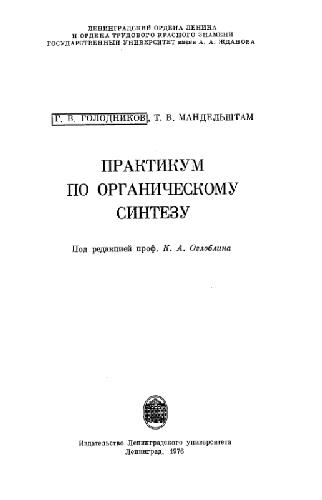 ЛЕНИНГРАДСКИЙ ОРДЕНА ЛЕНИНА
И ОРДЕНА ТРУДОВОГО КРАСНОГО ЗНАМЕНИ
ГОСУДАРСТВЕННЫЙ УНИВЕРСИТЕТ имени А. А. ЖДАНОВА
Г. В. ГОЛОДНИКОВ, Т. В. МАНДЕЛЬШТАМ
ПРАКТИКУМ
ПО ОРГАНИЧЕСКОМУ
СИНТЕЗУ
Под редакцией проф. К. А. Оглоблина
Издательство Ленинградского университета
Ленинград, 1976